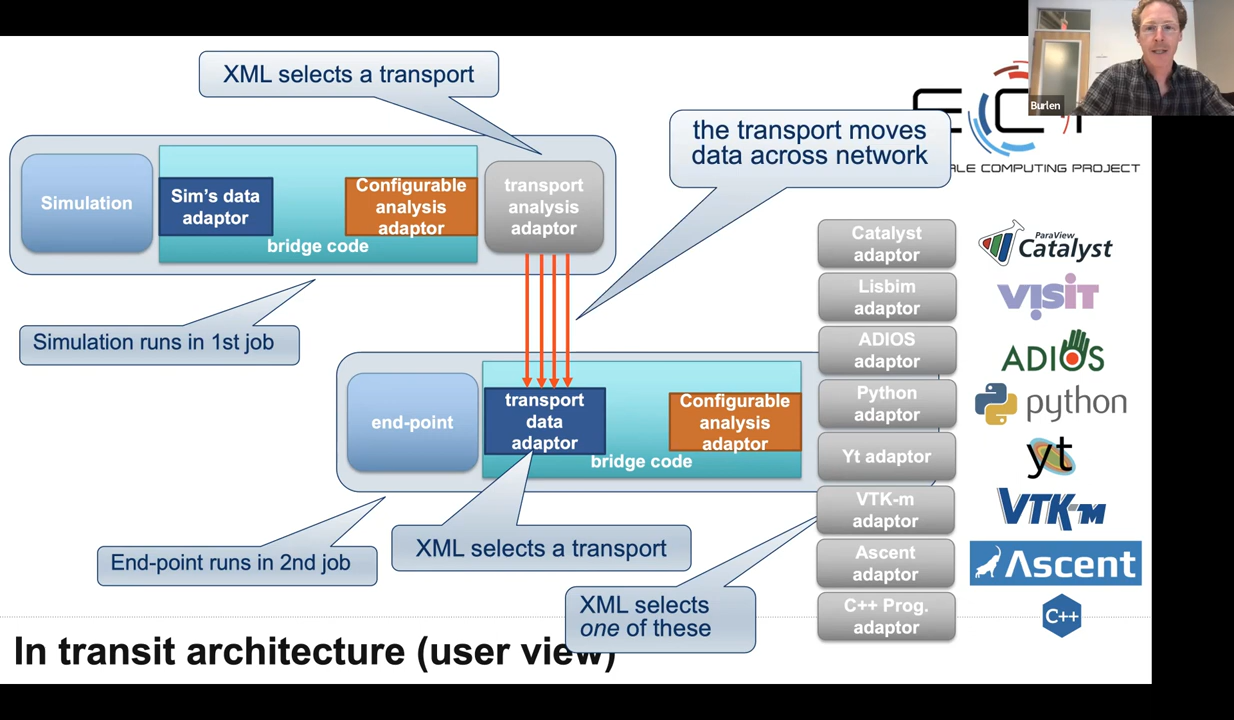 XML selects a transport
Burlen
EC
the transport moves
data across network
ALE COMPUTING PROJECT
Simulation
Sim's data
adaptor
Configurable
analysis
adaptor
bridge code
transport
analysis
adaptor
Simulation runs in 1st job
end-point
transport
data
adaptor
Configurable
analysis
adaptor
bridge code
Catalyst
adaptor
ParaView
Catalyst
Lisbim
adaptor
VISIT
ADIOS
adaptor
ADIOS
Python
adaptor
python
Yt adaptor
yt
VTK-m
adaptor
VTK-m
Ascent
adaptor
Ascent
C++ Prog.
adaptor
C++
End-point runs in 2nd job
XML selects a transport
XML selects
one of these
In transit architecture (user view)